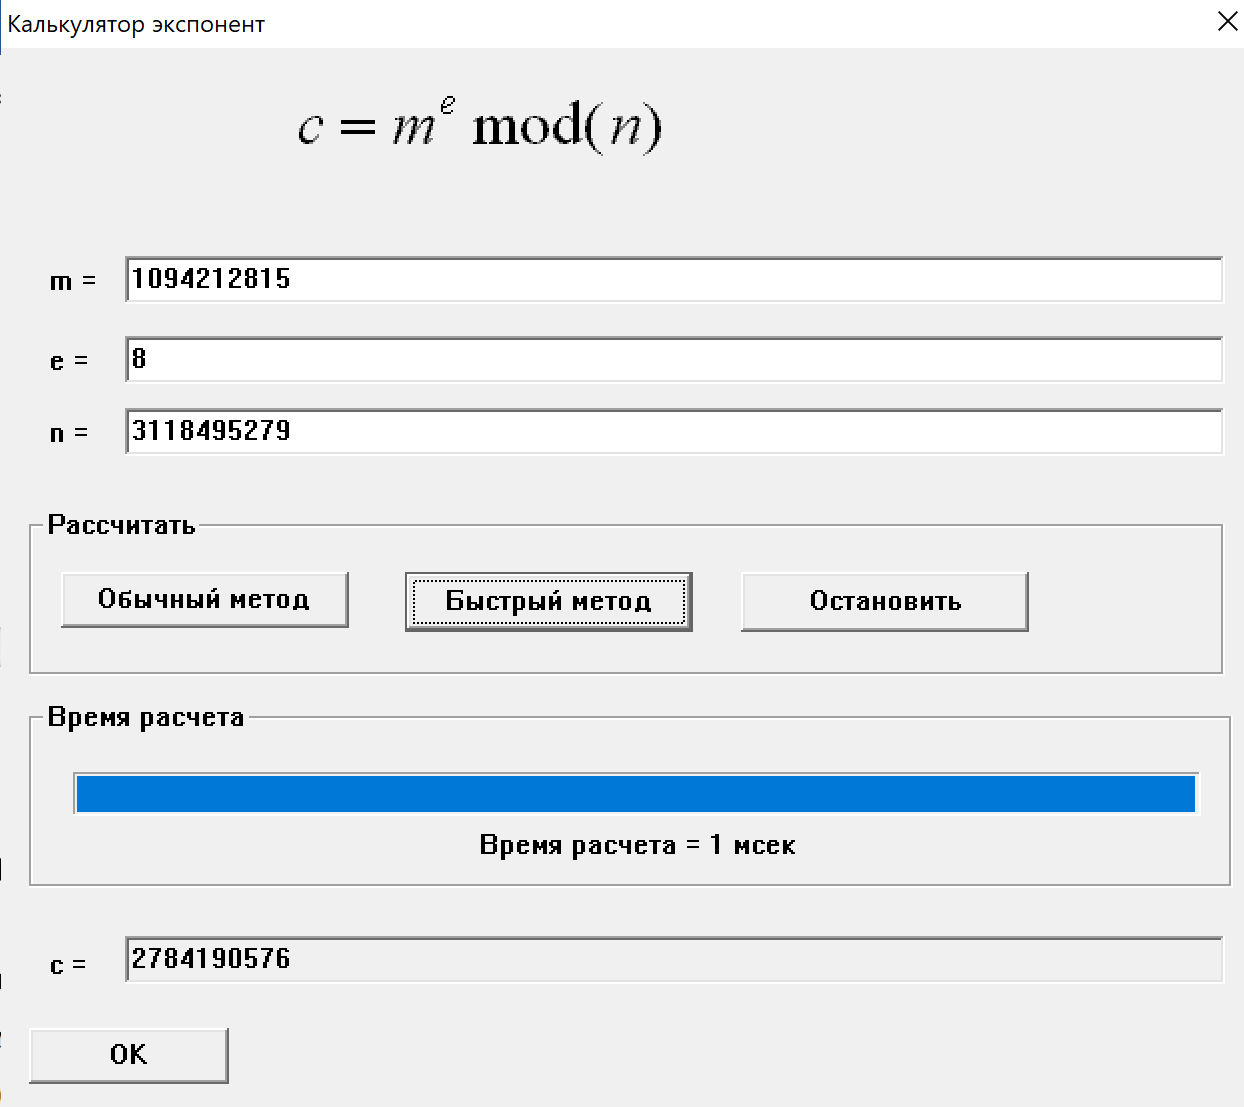 Калькулятор экспонент
c = m^e mod(n)
m = 1094212815
e = 8
n = 3118495279
Рассчитать
Обычный метод Быстрый метод Остановить
Время расчета
Время расчета = 1 мсек
c = 2784190576
OK